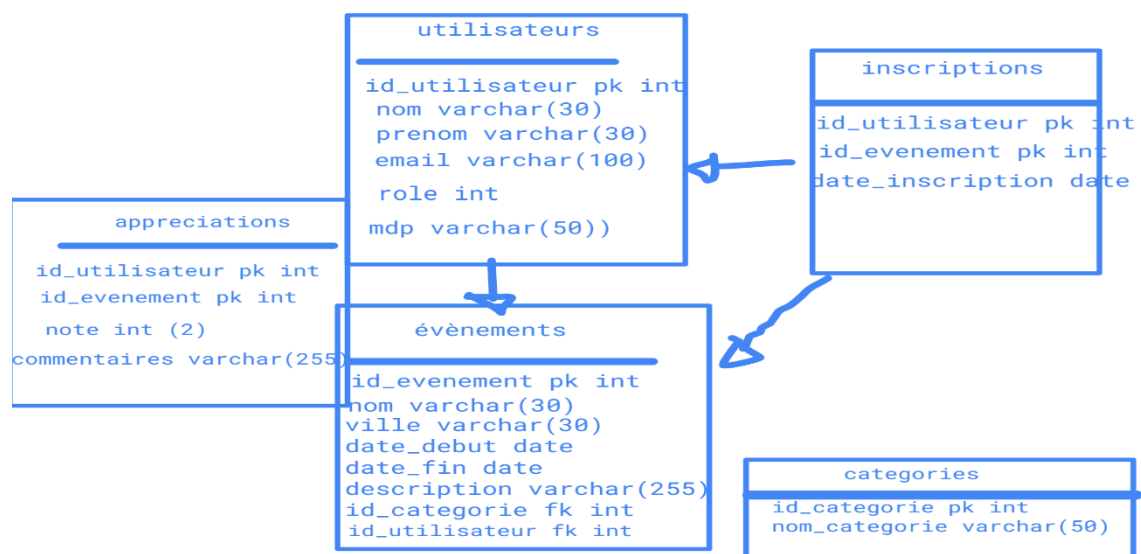 utilisateurs
id_utilisateur pk int
nom varchar(30)
prenom varchar(30)
email varchar(100)
role int
mdp varchar(50))
inscriptions
id_utilisateur pk int
id_evenement pk int
date_inscription date
appreciations
id_utilisateur pk int
id_evenement pk int
note int (2)
commentaires varchar(255)
évènements
id_evenement pk int
nom varchar(30)
ville varchar(30)
date_debut date
date_fin date
description varchar(255)
id_categorie fk int
id_utilisateur fk int
categories
id_categorie pk int
nom_categorie varchar(50)